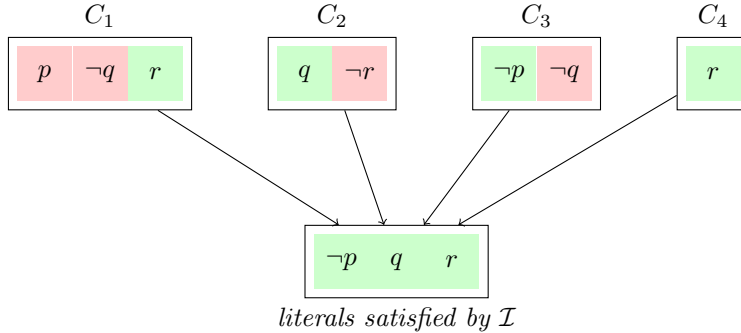 C₁ C₂ C₃ C₄
p ¬q r q ¬r ¬p ¬q r
¬p q r
literals satisfied by ℐ